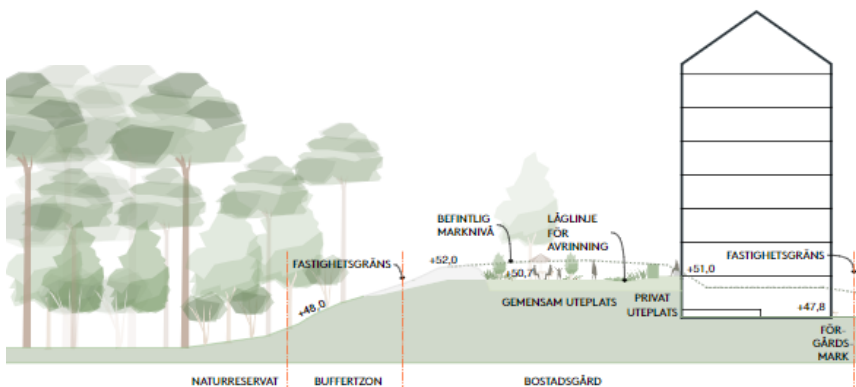 BEFINTLIG
MARKNIVÅ
LÅGLINJE
FÖR
AVRINNING
FASTIGHETSGRÄNS
FASTIGHETSGRÄNS
+52,0
+50,7
+51,0
+48,0
GEMENSAM UTEPLATS
PRIVAT
UTEPLATS
+47,8
FÖR-
GÅRDS-
MARK
NATURRESERVAT
BUFFERTZON
BOSTADSGÅRD